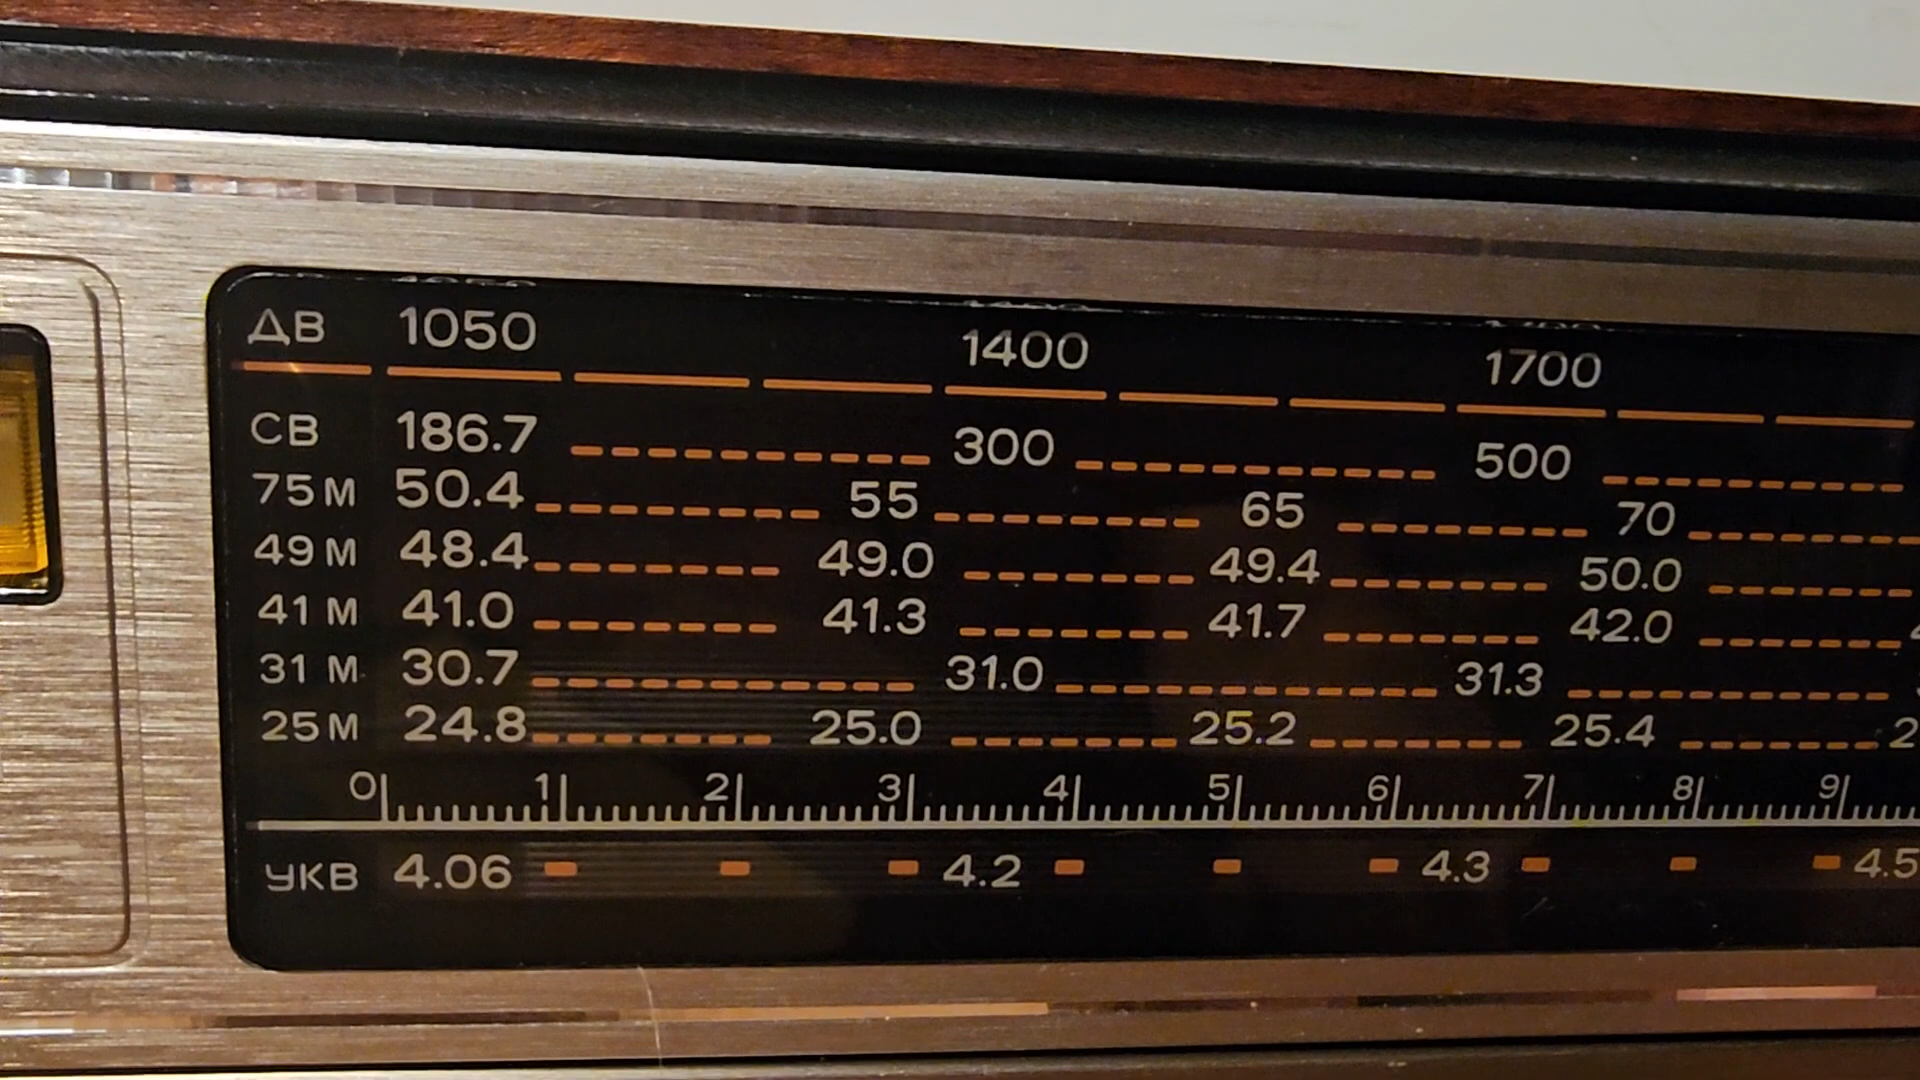 ДВ 1050 1400 1700
СВ 186.7 300 500
75 М 50.4 55 65 70
49 М 48.4 49.0 49.4 50.0
41 М 41.0 41.3 41.7 42.0
31 М 30.7 31.0 31.3
25 М 24.8 25.0 25.2 25.4
0 1 2 3 4 5 6 7 8 9
УКВ 4.06 4.2 4.3 4.5